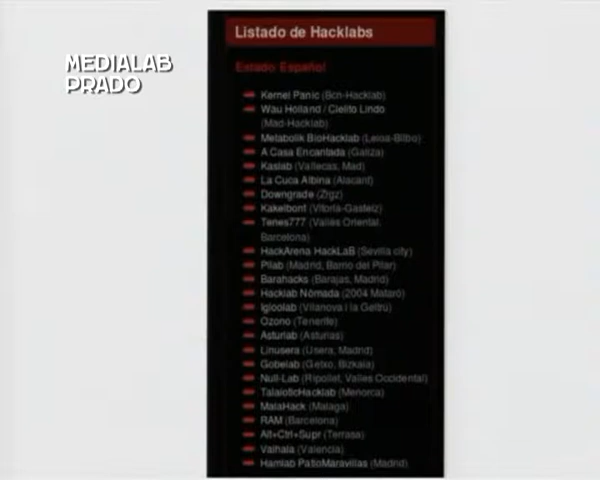 MEDIALAB
PRADO
Listado de Hacklabs
Estado Español
Kernel Panic (Bcn-Hacklab)
Wau Holland / Cielito Lindo
(Mad-Hacklab)
Metabolik BioHacklab (Leioa-Bilbo)
A Casa Encantada (Galiza)
Kaslab (Vallecas, Mad)
La Cuca Albina (Alacant)
Downgrade (Zrgz)
Kakelbont (Vitoria-Gasteiz)
Tenes777 (Vallès Oriental,
Barcelona)
HackArena HackLaB (Sevilla city)
Pilab (Madrid, Barrio del Pilar)
Barahacks (Barajas, Madrid)
Hacklab Nómada (2004 Mataró)
Igloolab (Vilanova i la Geltrú)
Ozono (Tenerife)
Asturlab (Asturias)
Linusera (Usera, Madrid)
Gobelab (Getxo, Bizkaia)
Null-Lab (Ripollet, Valles Occidental)
TalaioticHacklab (Menorca)
MalaHack (Malaga)
RAM (Barcelona)
Alt+Ctrl+Supr (Terrasa)
Valhala (Valencia)
Hamlab PatioMaravillas (Madrid)